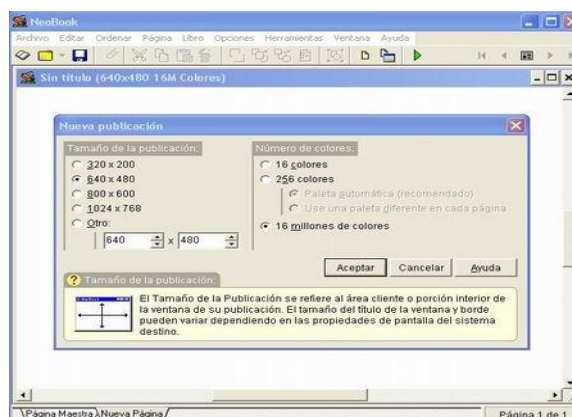 NeoBook
Archivo Editar Ordenar Página Libro Opciones Herramientas Ventana Ayuda
Sin título (640x480 16M Colores)
Nueva publicación
Tamaño de la publicación:
320 x 200
640 x 480
800 x 600
1024 x 768
Otro:
640 x 480
Número de colores:
16 colores
256 colores
Paleta automática (recomendado)
Use una paleta diferente en cada página
16 millones de colores
Aceptar Cancelar Ayuda
Tamaño de la publicación:
El Tamaño de la Publicación se refiere al área cliente o porción interior de
la ventana de su publicación. El tamaño del título de la ventana y borde
pueden variar dependiendo en las propiedades de pantalla del sistema
destino.
Página Maestra Nueva Página
Página 1 de 1